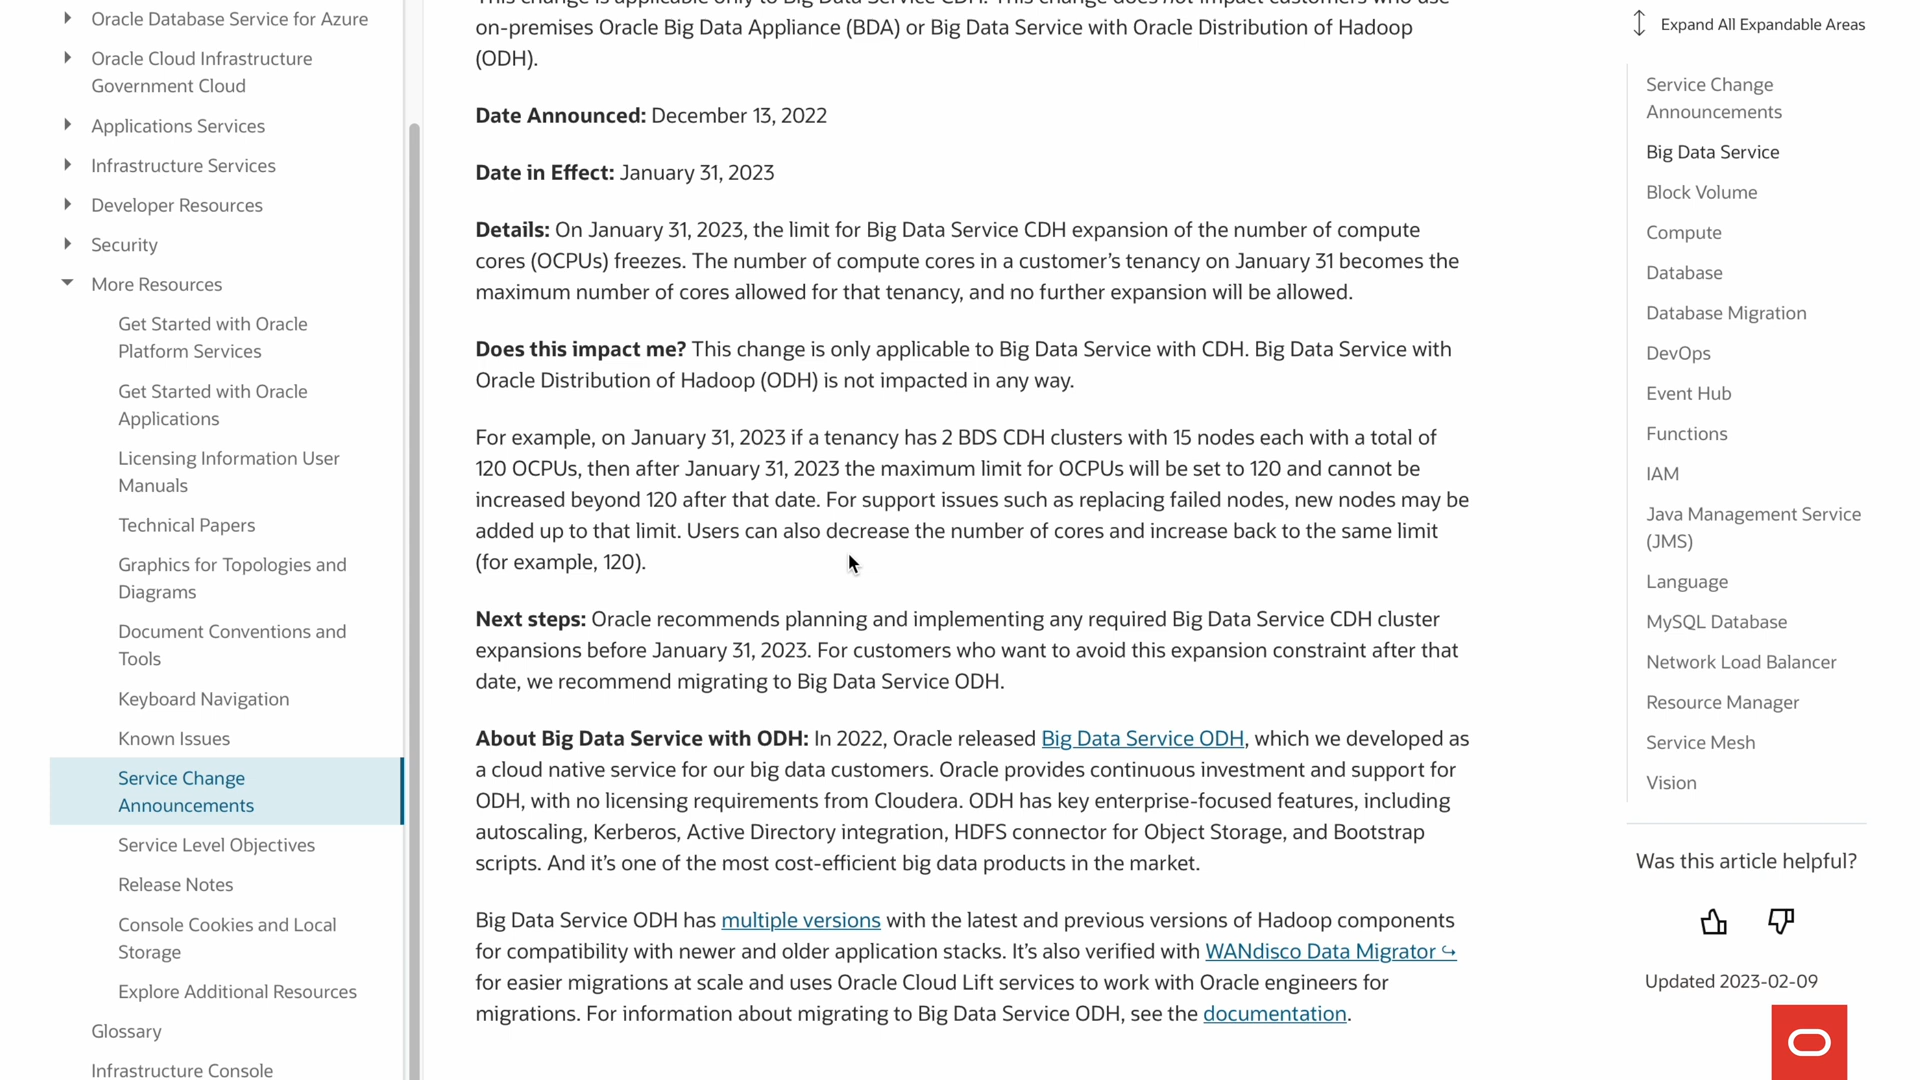 Oracle Database Service for Azure
Oracle Cloud Infrastructure
Government Cloud
Applications Services
Infrastructure Services
Developer Resources
Security
More Resources
Get Started with Oracle
Platform Services
Get Started with Oracle
Applications
Licensing Information User
Manuals
Technical Papers
Graphics for Topologies and
Diagrams
Document Conventions and
Tools
Keyboard Navigation
Known Issues
Service Change
Announcements
Service Level Objectives
Release Notes
Console Cookies and Local
Storage
Explore Additional Resources
Glossary
Infrastructure Console
This change is applicable only to Big Data Service CDH. This change does not impact customers who use
on-premises Oracle Big Data Appliance (BDA) or Big Data Service with Oracle Distribution of Hadoop
(ODH).
Date Announced: December 13, 2022
Date in Effect: January 31, 2023
Details: On January 31, 2023, the limit for Big Data Service CDH expansion of the number of compute
cores (OCPUs) freezes. The number of compute cores in a customer’s tenancy on January 31 becomes the
maximum number of cores allowed for that tenancy, and no further expansion will be allowed.
Does this impact me? This change is only applicable to Big Data Service with CDH. Big Data Service with
Oracle Distribution of Hadoop (ODH) is not impacted in any way.
For example, on January 31, 2023 if a tenancy has 2 BDS CDH clusters with 15 nodes each with a total of
120 OCPUs, then after January 31, 2023 the maximum limit for OCPUs will be set to 120 and cannot be
increased beyond 120 after that date. For support issues such as replacing failed nodes, new nodes may be
added up to that limit. Users can also decrease the number of cores and increase back to the same limit
(for example, 120).
Next steps: Oracle recommends planning and implementing any required Big Data Service CDH cluster
expansions before January 31, 2023. For customers who want to avoid this expansion constraint after that
date, we recommend migrating to Big Data Service ODH.
About Big Data Service with ODH: In 2022, Oracle released Big Data Service ODH, which we developed as
a cloud native service for our big data customers. Oracle provides continuous investment and support for
ODH, with no licensing requirements from Cloudera. ODH has key enterprise-focused features, including
autoscaling, Kerberos, Active Directory integration, HDFS connector for Object Storage, and Bootstrap
scripts. And it’s one of the most cost-efficient big data products in the market.
Big Data Service ODH has multiple versions with the latest and previous versions of Hadoop components
for compatibility with newer and older application stacks. It’s also verified with WANdisco Data Migrator
for easier migrations at scale and uses Oracle Cloud Lift services to work with Oracle engineers for
migrations. For information about migrating to Big Data Service ODH, see the documentation.
Expand All Expandable Areas
Service Change
Announcements
Big Data Service
Block Volume
Compute
Database
Database Migration
DevOps
Event Hub
Functions
IAM
Java Management Service
(JMS)
Language
MySQL Database
Network Load Balancer
Resource Manager
Service Mesh
Vision
Was this article helpful?
Updated 2023-02-09